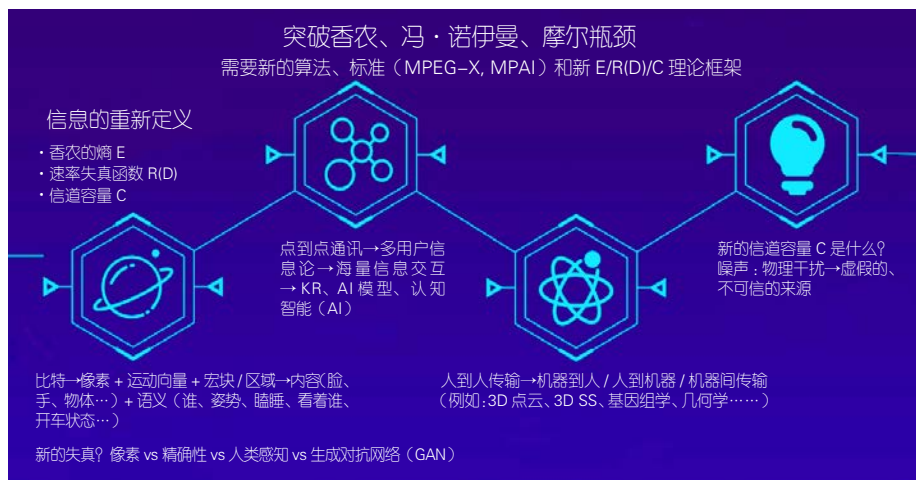 突破香农、冯·诺伊曼、摩尔瓶颈
需要新的算法、标准（MPEG-X, MPAI）和新 E/R(D)/C 理论框架
信息的重新定义
·香农的熵 E
·速率失真函数 R(D)
·信道容量 C
点到点通讯→多用户信
息论→海量信息交互
→ KR、AI 模型、认知
智能（AI）
新的信道容量 C 是什么?
噪声：物理干扰→虚假的、
不可信的来源
比特→像素 + 运动向量 + 宏块 / 区域→内容(脸、
手、物体…) + 语义（谁、姿势、瞌睡、看着谁、
开车状态…）
人到人传输→机器到人 / 人到机器 / 机器间传输
（例如:3D 点云、3D SS、基因组学、几何学……）
新的失真? 像素 vs 精确性 vs 人类感知 vs 生成对抗网络（GAN）